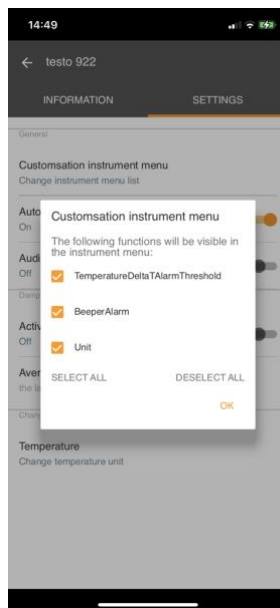 14:49
testo 922
INFORMATION
SETTINGS
General
Customsation instrument menu
Change instrument menu list
Auto
On
Customsation instrument menu
The following functions will be visible in
the instrument menu:
TemperatureDeltaTAlarmThreshold
BeeperAlarm
Unit
SELECT ALL
DESELECT ALL
OK
Audi
Off
Damp
Activ
Off
Aver
the la
Chan
Temperature
Change temperature unit